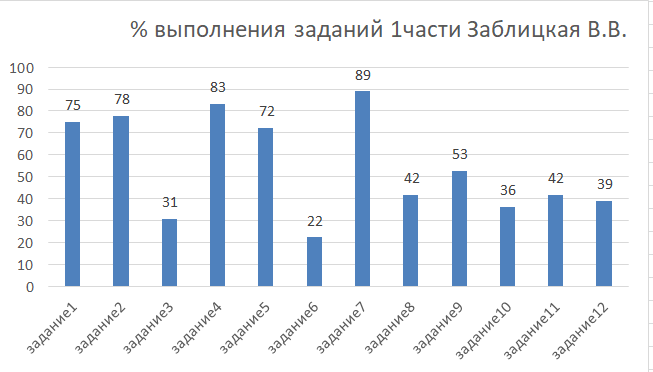 % выполнения заданий 1части Заблицкая В.В.
100
90
80
70
60
50
40
30
20
10
0
75
78
31
83
72
22
89
42
53
36
42
39
задание1
задание2
задание3
задание4
задание5
задание6
задание7
задание8
задание9
задание10
задание11
задание12